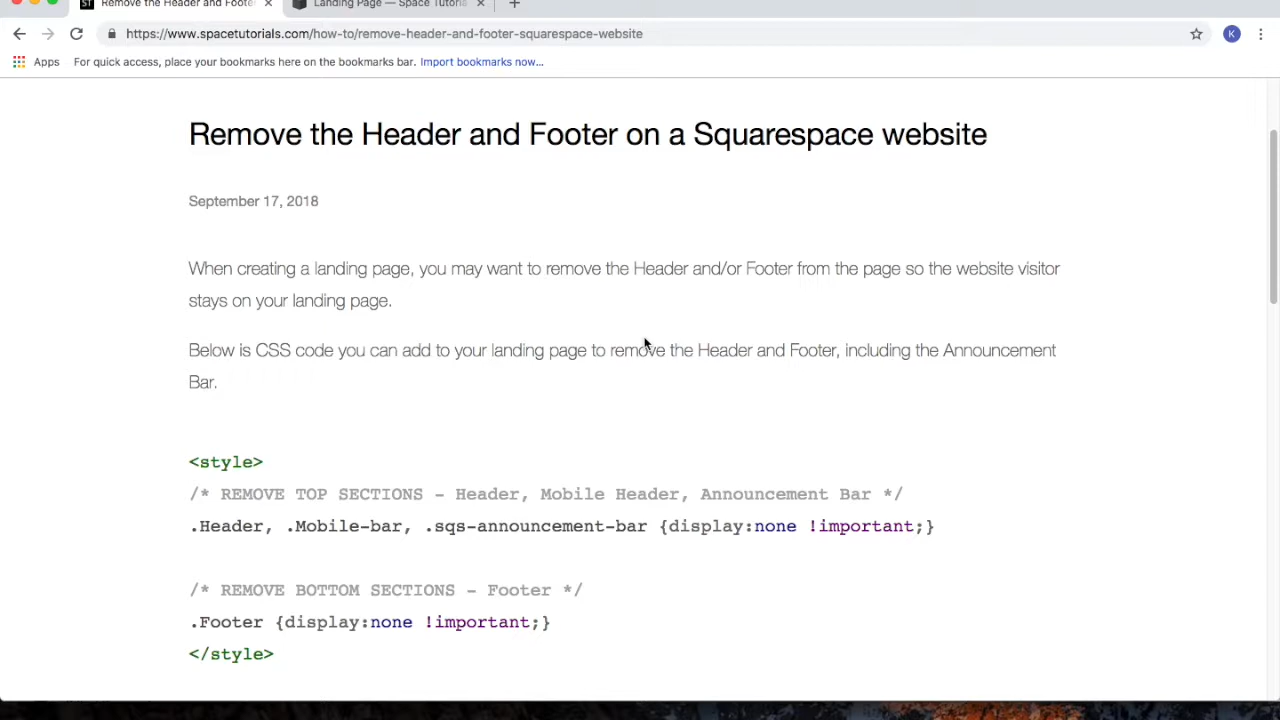 Remove the Header and Foote
Landing Page — Space Tutoria
https://www.spacetutorials.com/how-to/remove-header-and-footer-squarespace-website
K
Apps For quick access, place your bookmarks here on the bookmarks bar. Import bookmarks now...
Remove the Header and Footer on a Squarespace website
September 17, 2018
When creating a landing page, you may want to remove the Header and/or Footer from the page so the website visitor
stays on your landing page.
Below is CSS code you can add to your landing page to remove the Header and Footer, including the Announcement
Bar.
<style>
/* REMOVE TOP SECTIONS - Header, Mobile Header, Announcement Bar */
.Header, .Mobile-bar, .sqs-announcement-bar {display:none !important;}
/* REMOVE BOTTOM SECTIONS - Footer */
.Footer {display:none !important;}
</style>